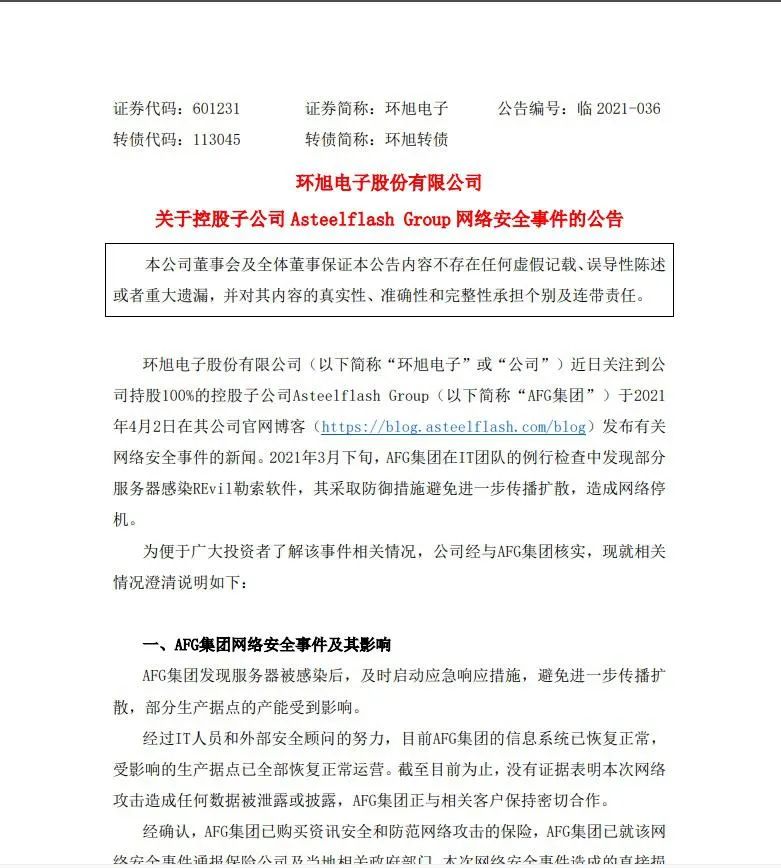 证券代码：601231 证券简称：环旭电子 公告编号：临 2021-036
转债代码：113045 转债简称：环旭转债
环旭电子股份有限公司
关于控股子公司 Asteelflash Group 网络安全事件的公告
本公司董事会及全体董事保证本公告内容不存在任何虚假记载、误导性陈述
或者重大遗漏，并对其内容的真实性、准确性和完整性承担个别及连带责任。
环旭电子股份有限公司（以下简称“环旭电子”或“公司”）近日关注到公
司持股100%的控股子公司Asteelflash Group（以下简称“AFG集团”）于2021
年4月2日在其公司官网博客（https://blog.asteelflash.com/blog）发布有关
网络安全事件的新闻。2021年3月下旬，AFG集团在IT团队的例行检查中发现部分
服务器感染REvil勒索软件，其采取防御措施避免进一步传播扩散，造成网络停
机。
为便于广大投资者了解该事件相关情况，公司经与AFG集团核实，现就相关
情况澄清说明如下：
一、AFG集团网络安全事件及其影响
AFG集团发现服务器被感染后，及时启动应急响应措施，避免进一步传播扩
散，部分生产据点的产能受到影响。
经过IT人员和外部安全顾问的努力，目前AFG集团的信息系统已恢复正常，
受影响的生产据点已全部恢复正常运营。截至目前为止，没有证据表明本次网络
攻击造成任何数据被泄露或披露，AFG集团正与相关客户保持密切合作。
经确认，AFG集团已购买资讯安全和防范网络攻击的保险，AFG集团已就该网
络安全事件通报保险公司及当地相关政府部门，本次网络安全事件造成的直接损